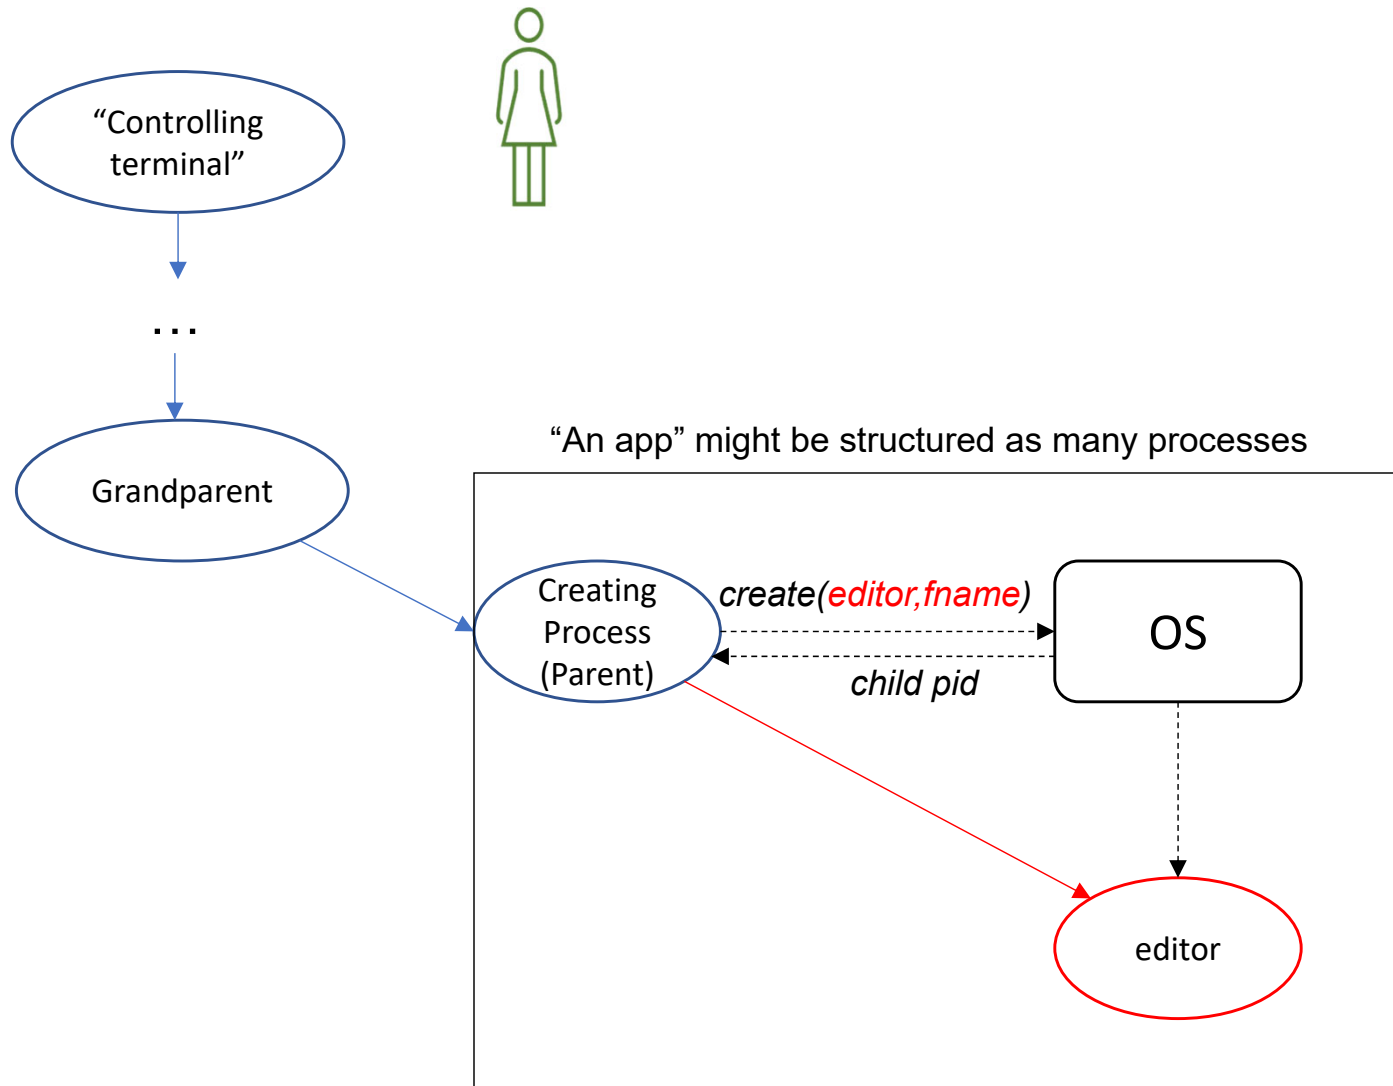 “Controlling
terminal”
...
Grandparent
“An app” might be structured as many processes
Creating
Process
(Parent)
create(editor,fname)
child pid
OS
editor